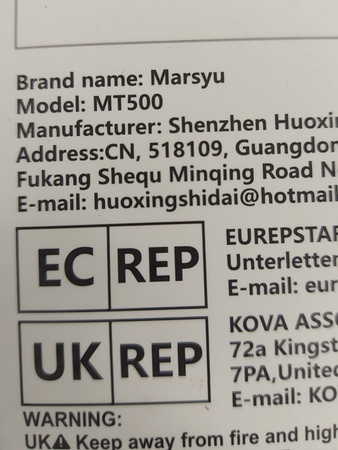 Brand name: Marsyu
Model: MT500
Manufacturer: Shenzhen Huoxi
Address:CN, 518109, Guangdon
Fukang Shequ Minqing Road N
E-mail: huoxingshidai@hotmail
EC REP
EUREPSTAR
Unterletter
E-mail: eur
UK REP
KOVA ASSO
72a Kingst
7PA,United
E-mail: KO
WARNING:
UK⚠ Keep away from fire and high